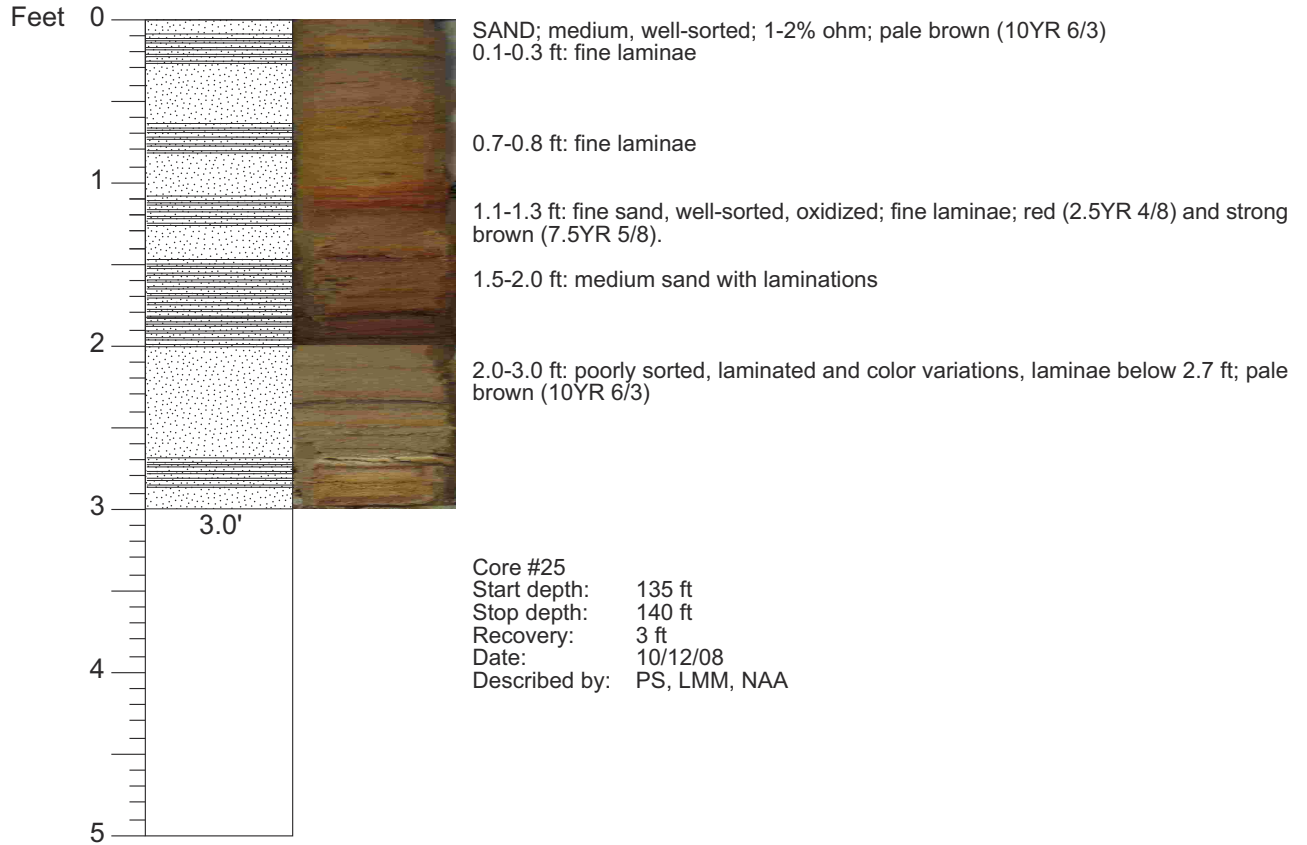 Feet
0
SAND; medium, well-sorted; 1-2% ohm; pale brown (10YR 6/3)
0.1-0.3 ft: fine laminae
0.7-0.8 ft: fine laminae
1
1.1-1.3 ft: fine sand, well-sorted, oxidized; fine laminae; red (2.5YR 4/8) and strong
brown (7.5YR 5/8).
1.5-2.0 ft: medium sand with laminations
2
2.0-3.0 ft: poorly sorted, laminated and color variations, laminae below 2.7 ft; pale
brown (10YR 6/3)
3
3.0'
Core #25
Start depth: 135 ft
Stop depth: 140 ft
Recovery: 3 ft
Date: 10/12/08
Described by: PS, LMM, NAA
4
5